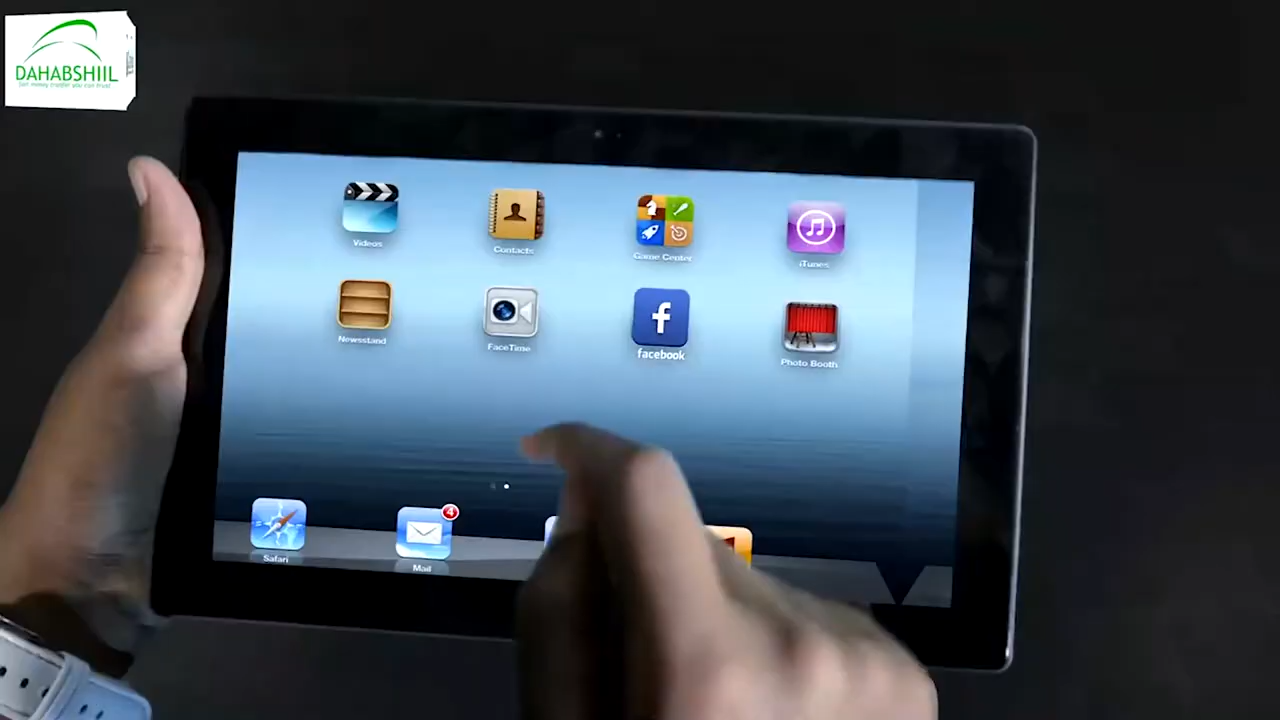 DAHABSHIIL
Videos
Contacts
Game Center
iTunes
Newsstand
FaceTime
facebook
Photo Booth
4
Safari
Mail